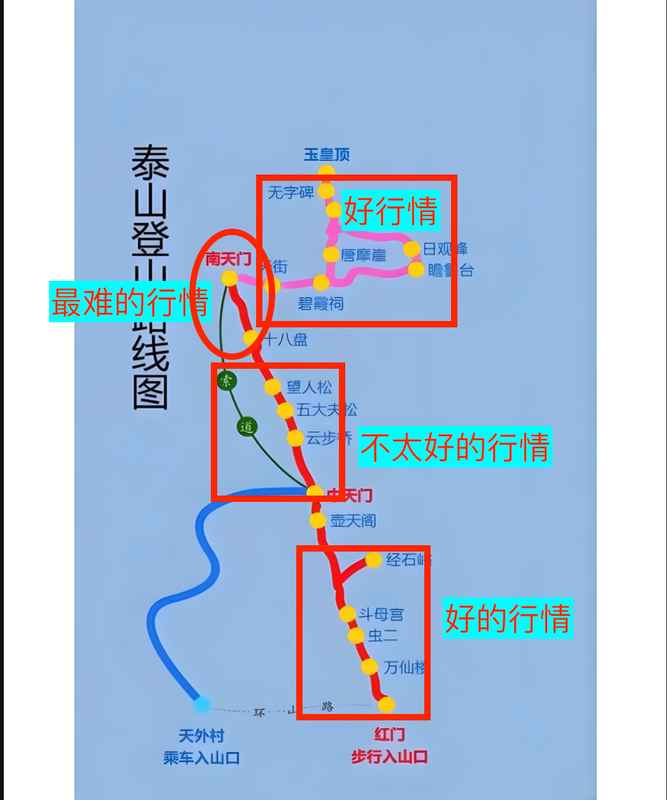 泰山登山路线图
玉皇顶
无字碑
好行情
唐摩崖
日观峰
瞻鲁台
碧霞祠
天街
南天门
最难的行情
十八盘
望人松
五大夫松
云步桥
索道
不太好的行情
中天门
壶天阁
经石峪
斗母宫
虫二
万仙楼
好的行情
环山路
天外村
乘车入山口
红门
步行入山口